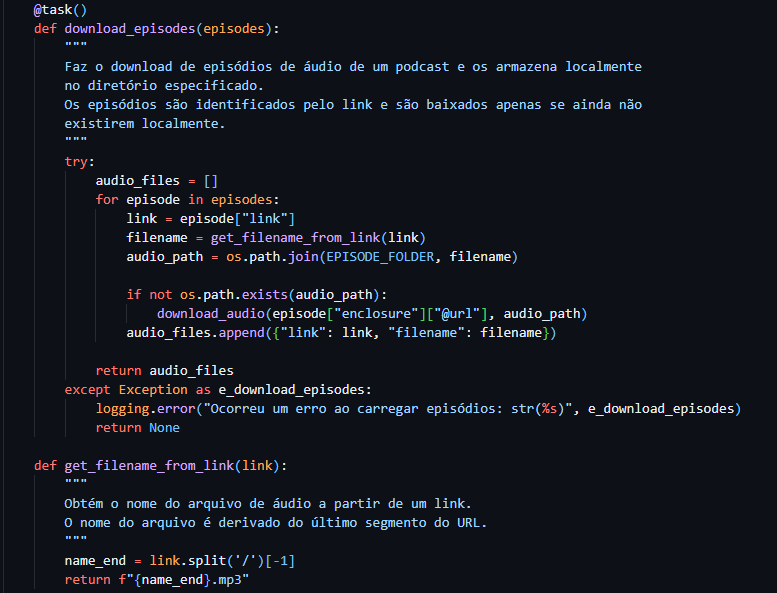 @task()
def download_episodes(episodes):
    """
    Faz o download de episódios de áudio de um podcast e os armazena localmente
    no diretório especificado.
    Os episódios são identificados pelo link e são baixados apenas se ainda não
    existirem localmente.
    """
    try:
        audio_files = []
        for episode in episodes:
            link = episode["link"]
            filename = get_filename_from_link(link)
            audio_path = os.path.join(EPISODE_FOLDER, filename)

            if not os.path.exists(audio_path):
                download_audio(episode["enclosure"]["@url"], audio_path)
            audio_files.append({"link": link, "filename": filename})

        return audio_files
    except Exception as e_download_episodes:
        logging.error("Ocorreu um erro ao carregar episódios: str(%s)", e_download_episodes)
        return None

def get_filename_from_link(link):
    """
    Obtém o nome do arquivo de áudio a partir de um link.
    O nome do arquivo é derivado do último segmento do URL.
    """
    name_end = link.split('/')[-1]
    return f"{name_end}.mp3"